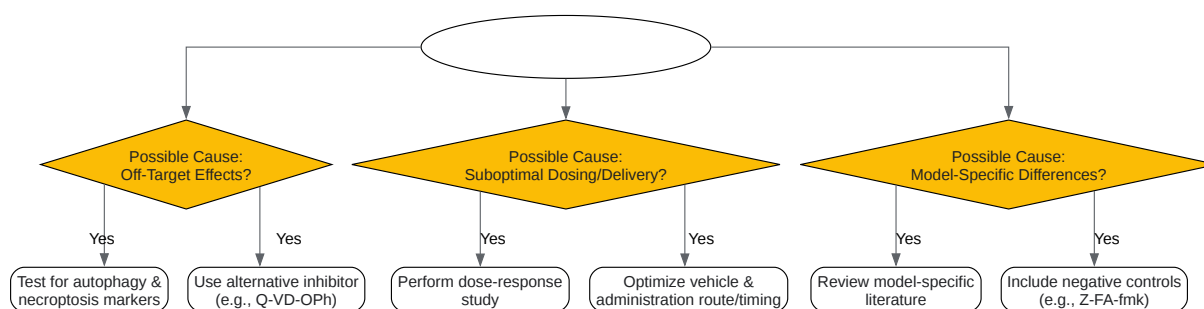 Possible Cause:
Off-Target Effects?
Possible Cause:
Suboptimal Dosing/Delivery?
Possible Cause:
Model-Specific Differences?
Yes
Yes
Yes
Yes
Yes
Yes
Test for autophagy &
necroptosis markers
Use alternative inhibitor
(e.g., Q-VD-OPh)
Perform dose-response
study
Optimize vehicle &
administration route/timing
Review model-specific
literature
Include negative controls
(e.g., Z-FA-fmk)